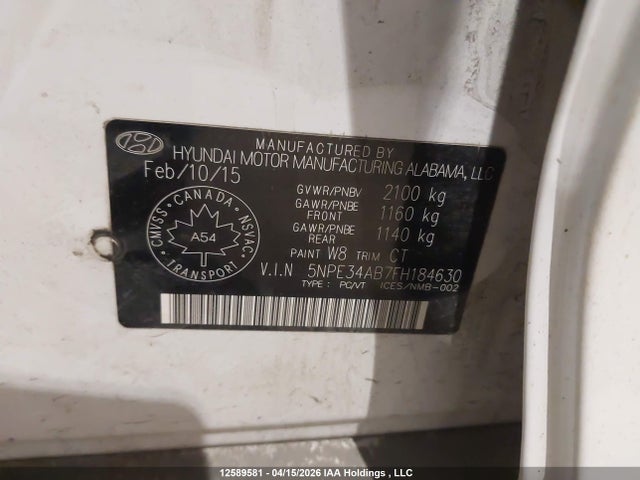 MANUFACTURED BY
HYUNDAI MOTOR MANUFACTURING ALABAMA, LLC
Feb/10/15
GVWR/PNBV 2100 kg
GAWR/PNBE FRONT 1160 kg
GAWR/PNBE REAR 1140 kg
PAINT W8 TRIM CT
V.I.N 5NPE34AB7FH184630
TYPE : PC/VT ICES/NMB-002
CANADA
CMVSS NSVAC
A54
TRANSPORT
12589581 - 04/15/2026 IAA Holdings , LLC